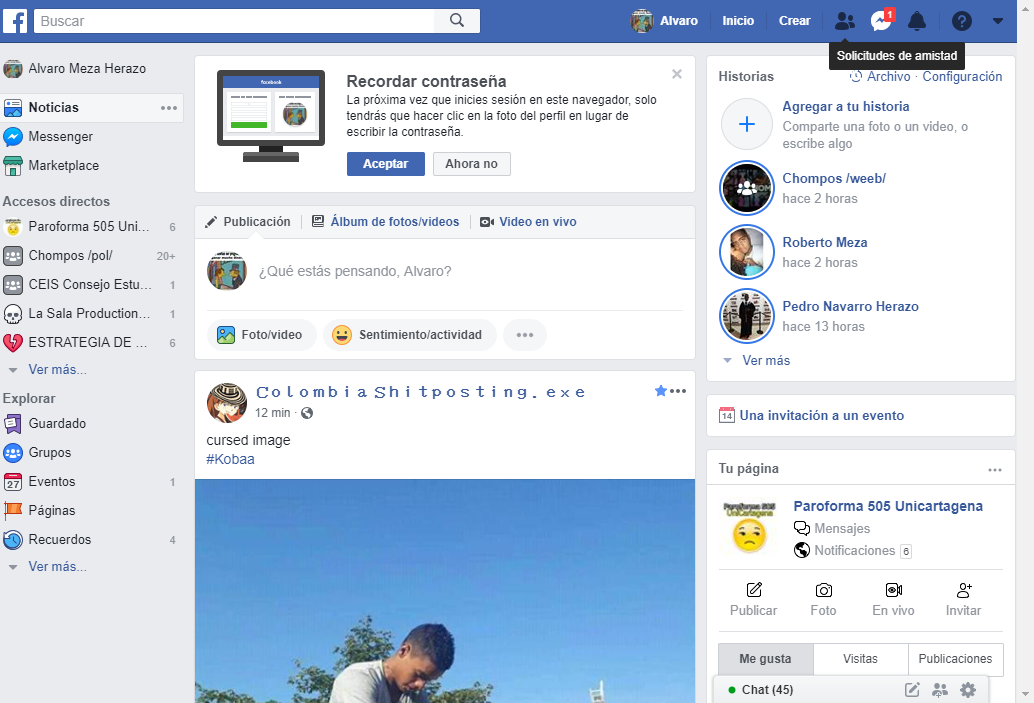 Buscar
Alvaro
Inicio
Crear
1
Solicitudes de amistad
Alvaro Meza Herazo
Noticias
Messenger
Marketplace
Accesos directos
Paroforma 505 Uni... 6
Chompos /pol/ 20+
CEIS Consejo Estu... 1
La Sala Production... 1
ESTRATEGIA DE ... 6
Ver más...
Explorar
Guardado
Grupos
27 Eventos 1
Páginas
Recuerdos 4
Ver más...
facebook
Recordar contraseña
La próxima vez que inicies sesión en este navegador, solo
tendrás que hacer clic en la foto del perfil en lugar de
escribir la contraseña.
Aceptar
Ahora no
Publicación
Álbum de fotos/videos
Video en vivo
¿Qué estás pensando, Alvaro?
Foto/video
Sentimiento/actividad
ＣｏｌｏｍｂｉａＳｈｉｔｐｏｓｔｉｎｇ．ｅｘｅ
12 min ·
cursed image
#Kobaa
Historias
Archivo · Configuración
Agregar a tu historia
Comparte una foto o un video, o
escribe algo
Chompos /weeb/
hace 2 horas
Roberto Meza
hace 2 horas
Pedro Navarro Herazo
hace 13 horas
Ver más
14 Una invitación a un evento
Tu página
Paroforma 505
UniCartagena
Paroforma 505 Unicartagena
Mensajes
Notificaciones 6
Publicar
Foto
En vivo
Invitar
Me gusta
Visitas
Publicaciones
Chat (45)